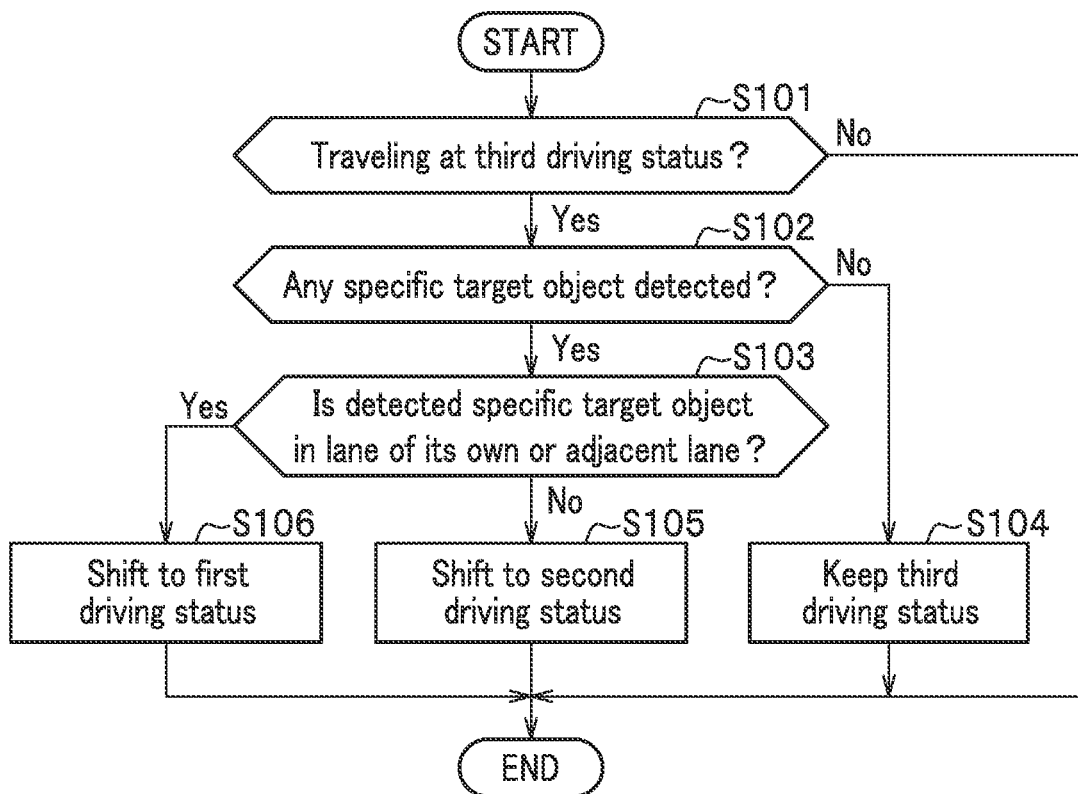 START
S101
Traveling at third driving status?
No
Yes
S102
Any specific target object detected?
No
Yes
S103
Is detected specific target object
in lane of its own or adjacent lane?
Yes
No
S106
Shift to first
driving status
S105
Shift to second
driving status
S104
Keep third
driving status
END